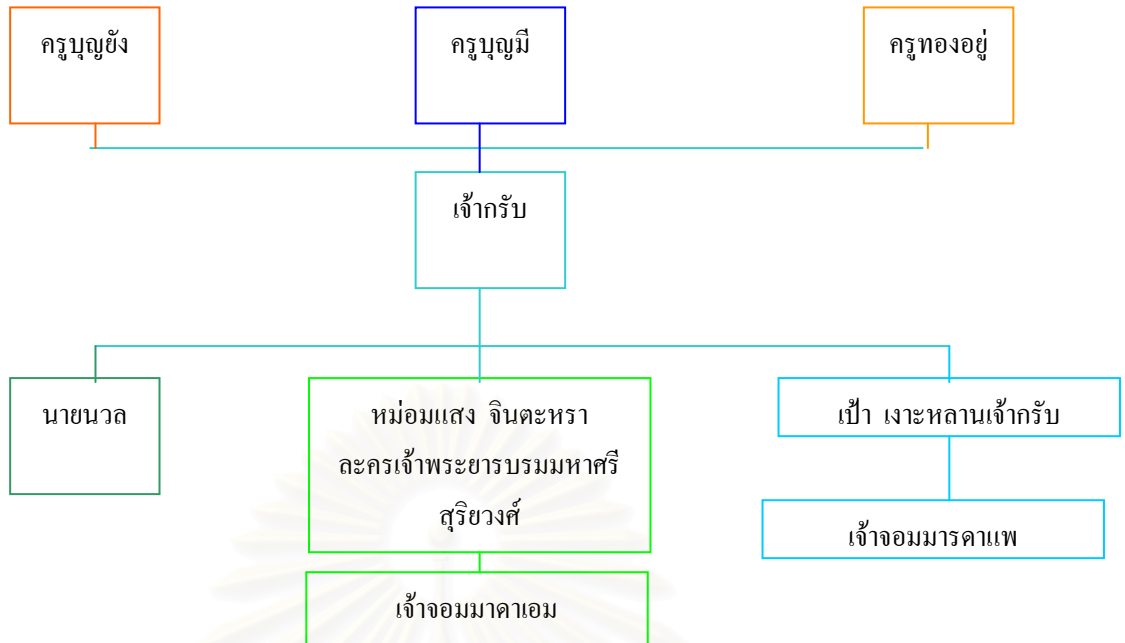 ครูบุญยัง
ครูบุญมี
ครูทองอยู่
เจ้ากรับ
นายนวล
หม่อมแสง จินตะหรา
ละครเจ้าพระยารบรมมหาศรี
สุริยวงศ์
เป้า เงาะหลานเจ้ากรับ
เจ้าจอมมารดาแพ
เจ้าจอมมาดาเอม